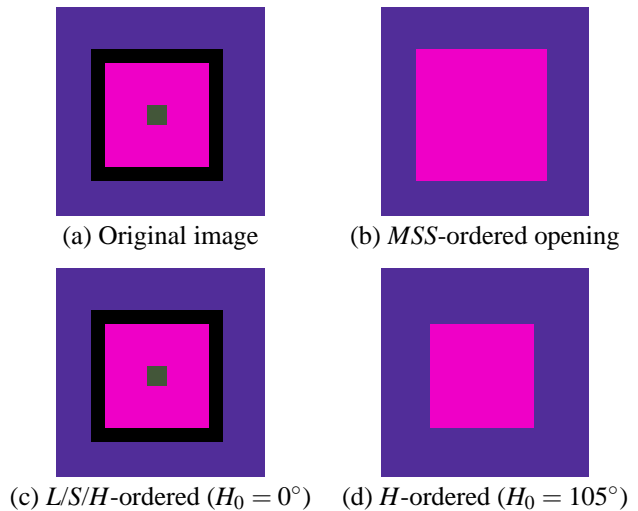 (a) Original image
(b) MSS-ordered opening
(c) L/S/H-ordered (H₀ = 0°)
(d) H-ordered (H₀ = 105°)